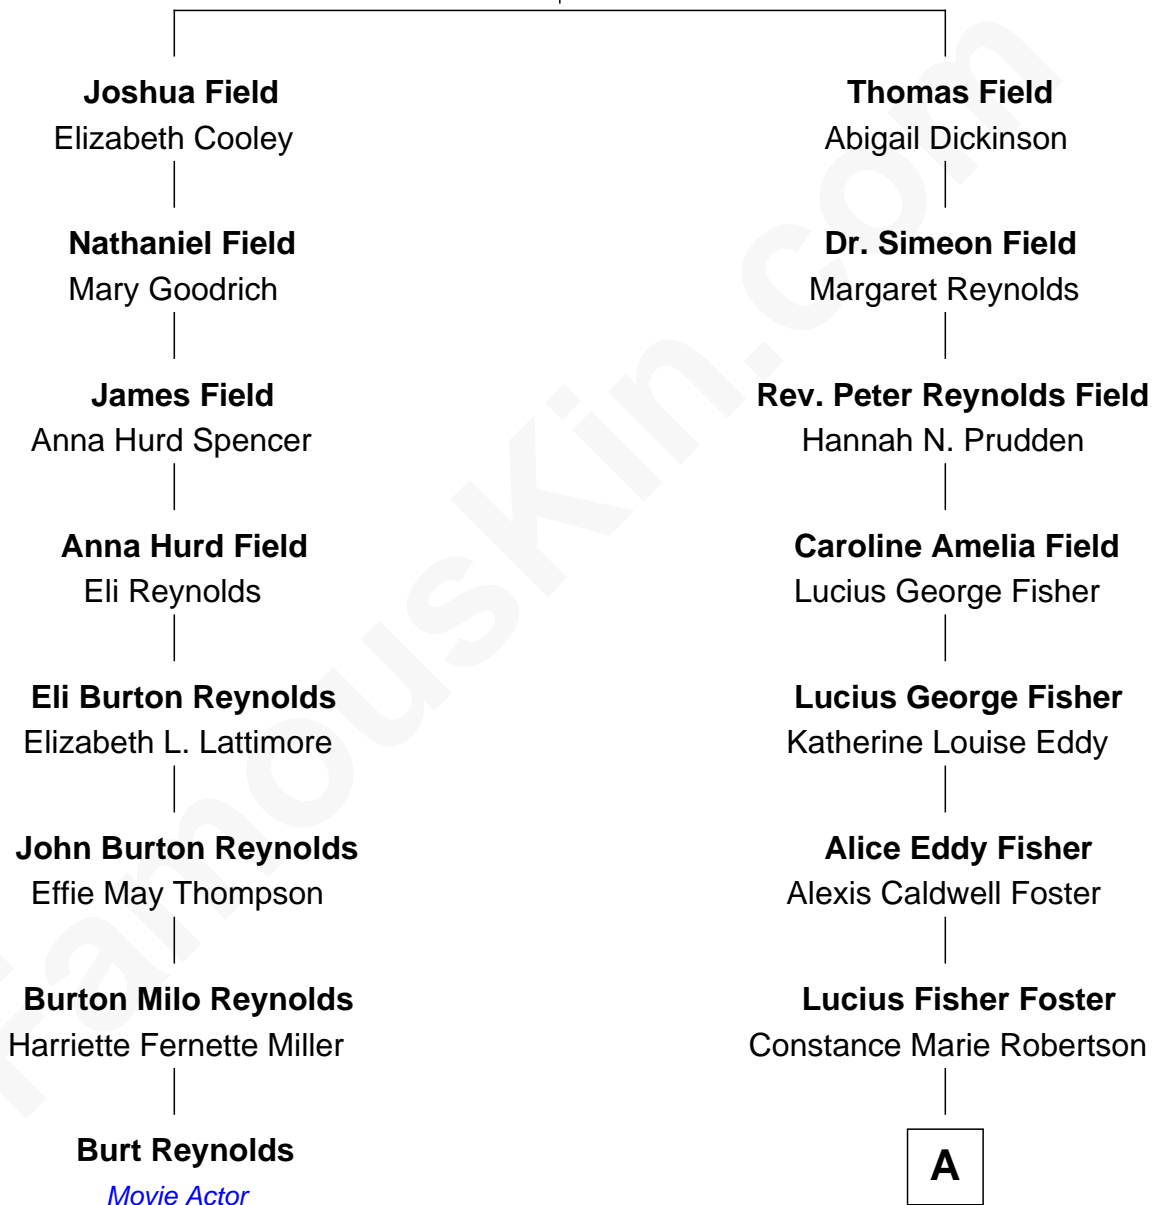 Joshua Field
Elizabeth Cooley
Nathaniel Field
Mary Goodrich
James Field
Anna Hurd Spencer
Anna Hurd Field
Eli Reynolds
Eli Burton Reynolds
Elizabeth L. Lattimore
John Burton Reynolds
Effie May Thompson
Burton Milo Reynolds
Harriette Fernette Miller
Burt Reynolds
Movie Actor
Thomas Field
Abigail Dickinson
Dr. Simeon Field
Margaret Reynolds
Rev. Peter Reynolds Field
Hannah N. Prudden
Caroline Amelia Field
Lucius George Fisher
Lucius George Fisher
Katherine Louise Eddy
Alice Eddy Fisher
Alexis Caldwell Foster
Lucius Fisher Foster
Constance Marie Robertson
A
FamousKin.com